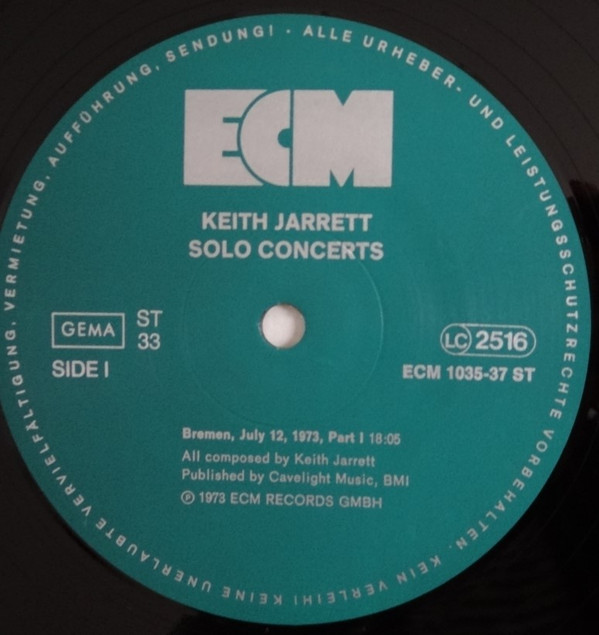 ALLE URHEBER- UND LEISTUNGSSCHUTZRECHTE VORBEHALTEN · KEIN VERLEIH! KEINE UNERLAUBTE VERVIELFÄLTIGUNG, VERMIETUNG, AUFFÜHRUNG, SENDUNG! ·
ECM
KEITH JARRETT
SOLO CONCERTS
GEMA
ST
33
SIDE I
LC 2516
ECM 1035-37 ST
Bremen, July 12, 1973, Part I 18:05
All composed by Keith Jarrett
Published by Cavelight Music, BMI
℗ 1973 ECM RECORDS GMBH